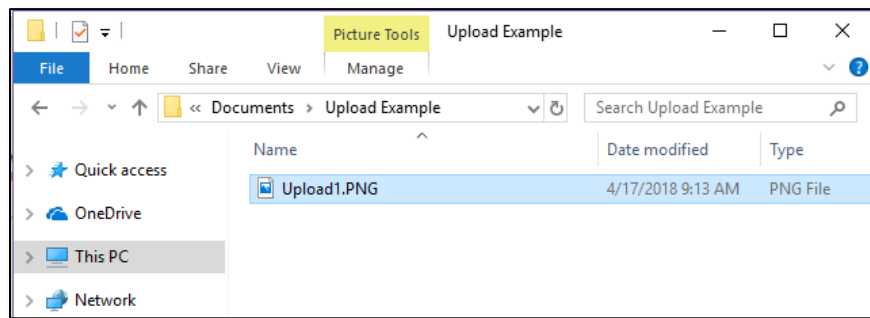 Picture Tools Upload Example
File Home Share View Manage
« Documents > Upload Example Search Upload Example
Name Date modified Type
Quick access
Upload1.PNG 4/17/2018 9:13 AM PNG File
OneDrive
This PC
Network